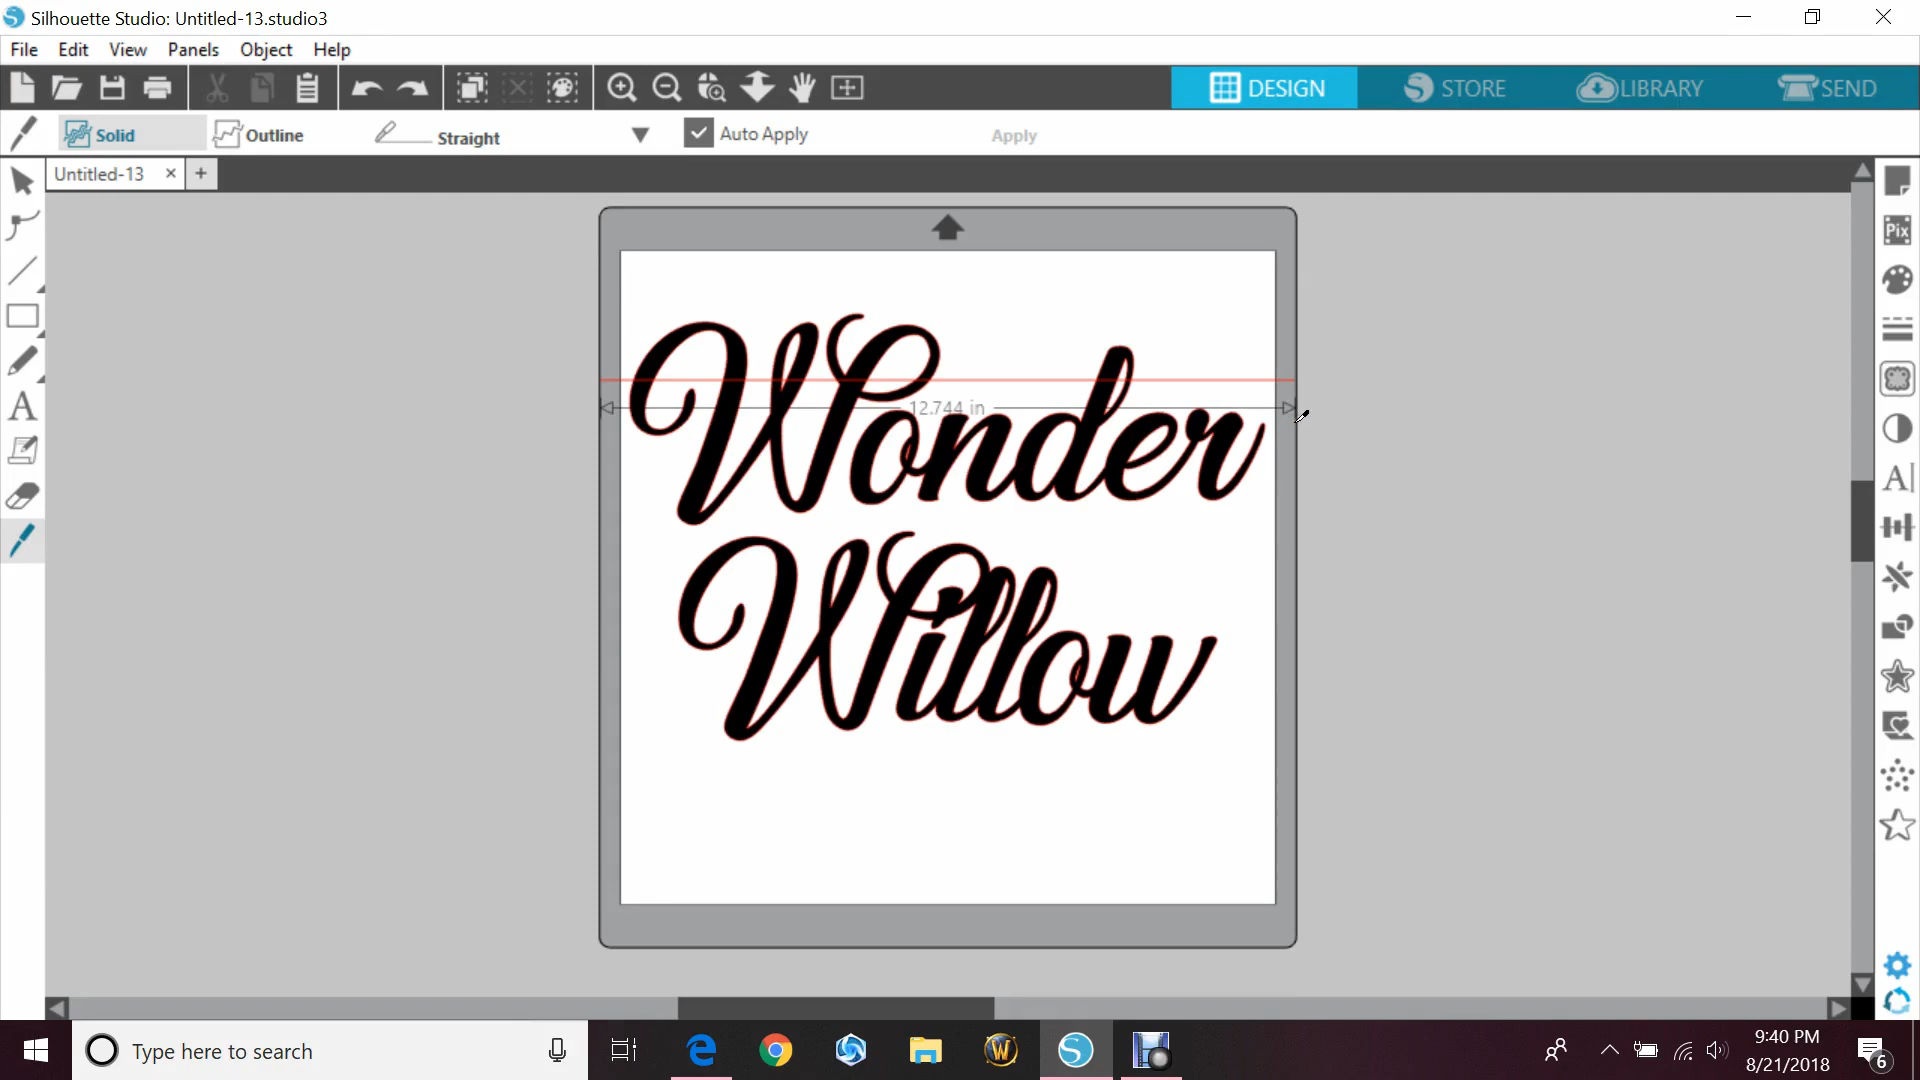 Silhouette Studio: Untitled-13.studio3
File Edit View Panels Object Help
DESIGN STORE LIBRARY SEND
Solid Outline Straight Auto Apply Apply
Untitled-13
Pix
Wonder
12.744 in
Willow
Type here to search
9:40 PM
8/21/2018
6